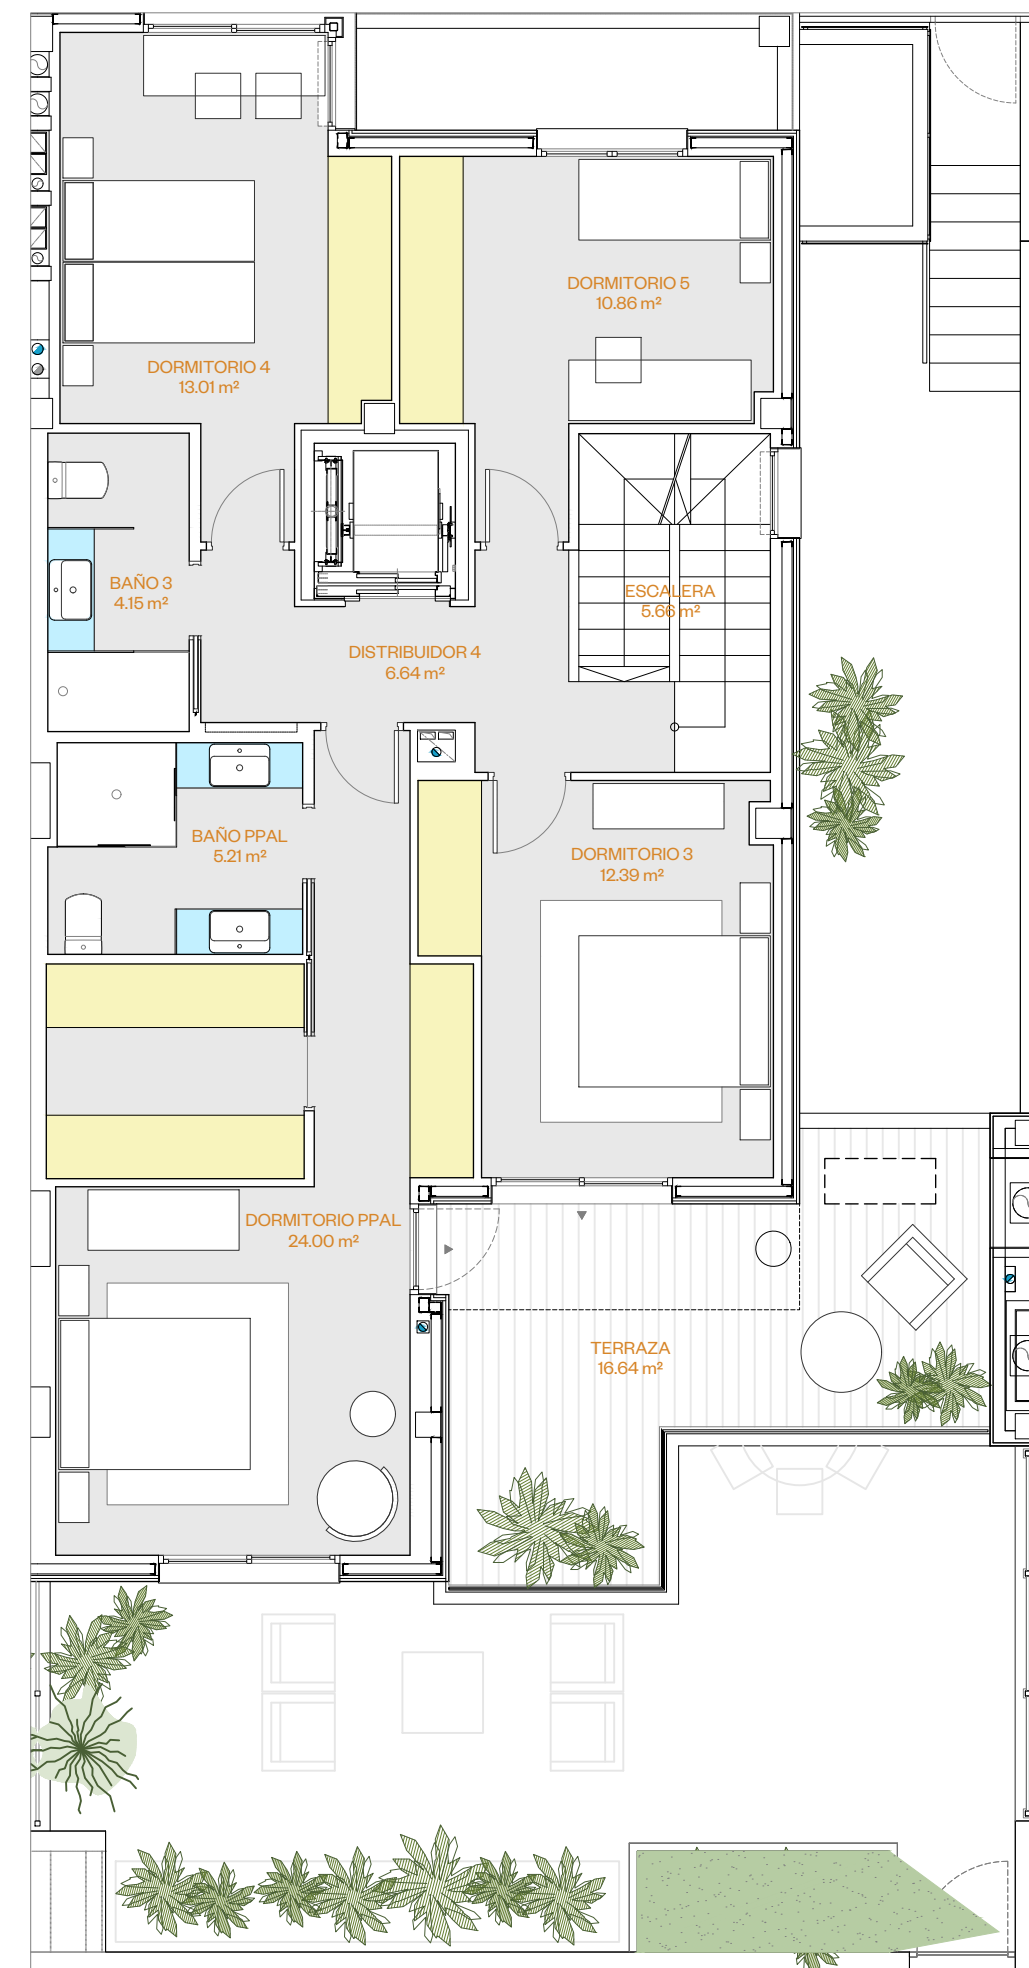 DORMITORIO 5
10.86 m²
DORMITORIO 4
13.01 m²
BAÑO 3
4.15 m²
ESCALERA
5.66 m²
DISTRIBUIDOR 4
6.64 m²
BAÑO PPAL
5.21 m²
DORMITORIO 3
12.39 m²
DORMITORIO PPAL
24.00 m²
TERRAZA
16.64 m²